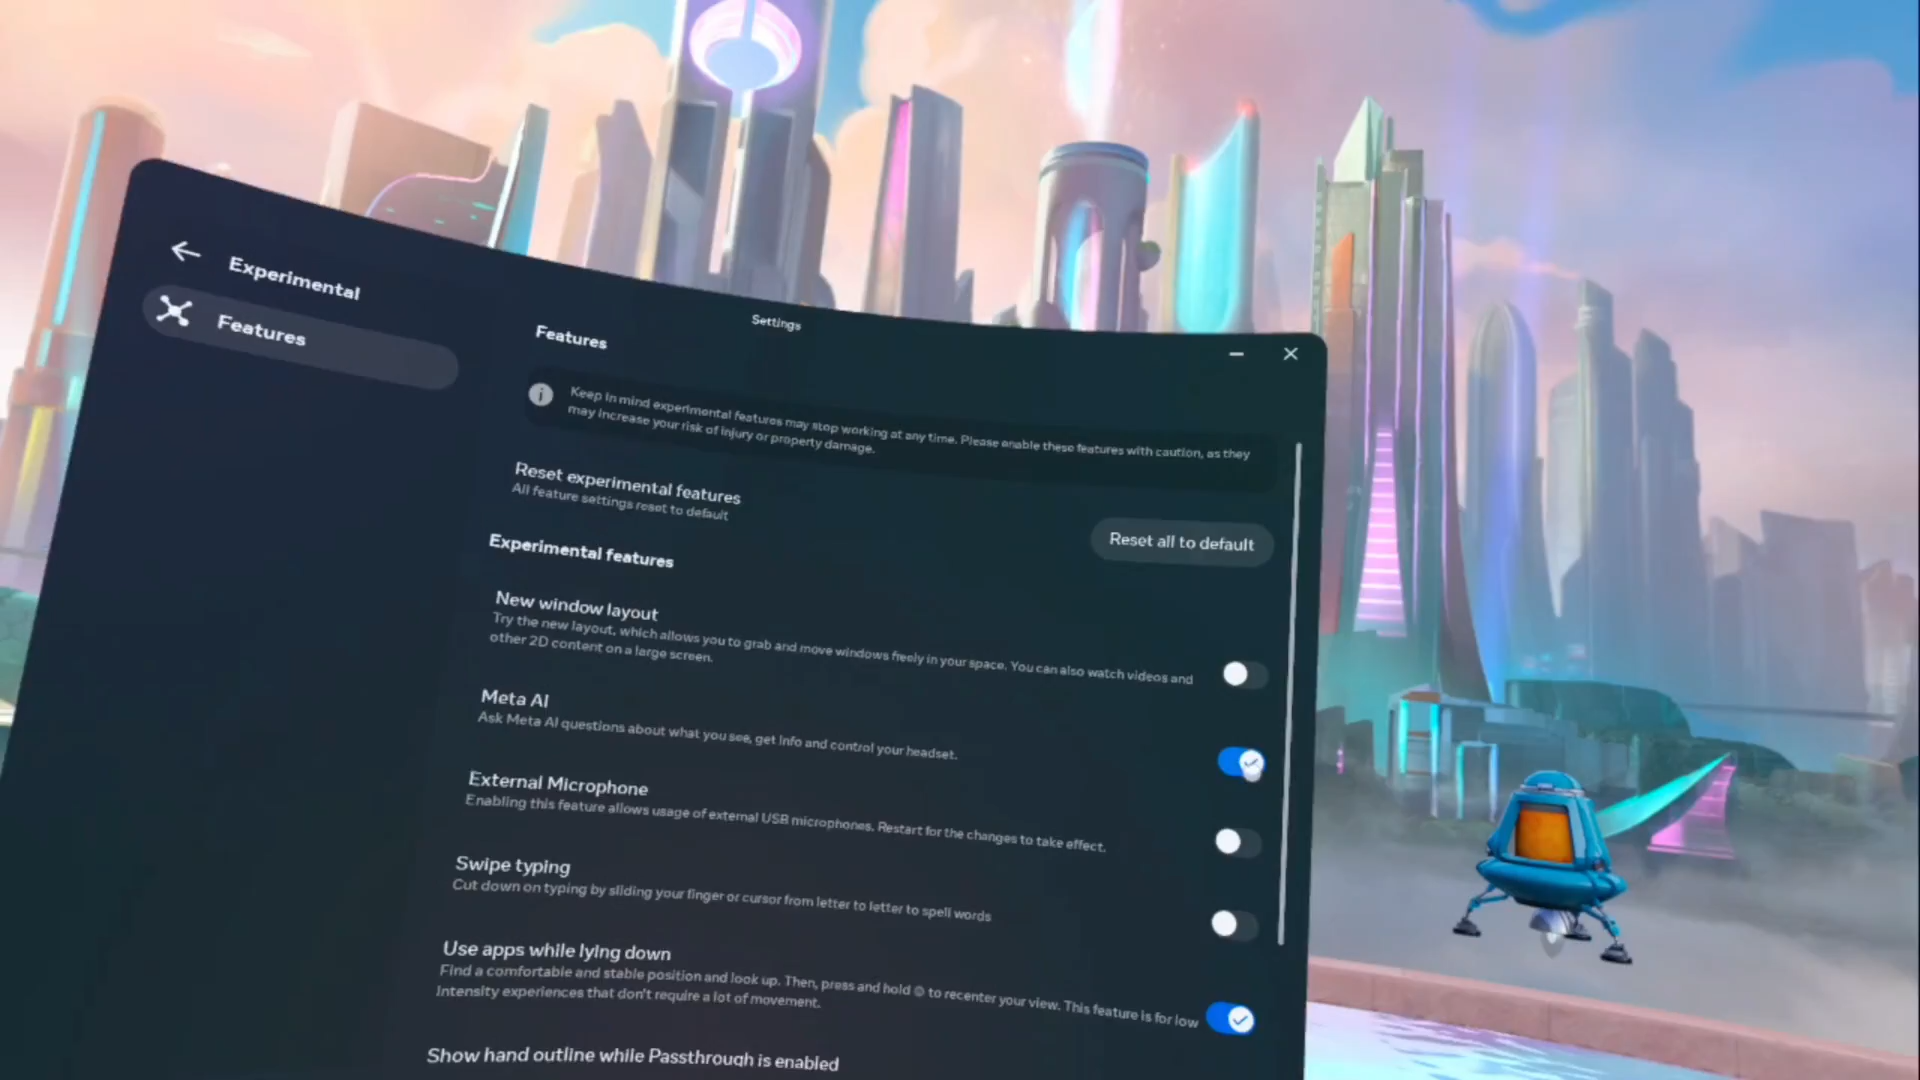 Experimental
Features
Settings
Features
Keep in mind experimental features may stop working at any time. Please enable these features with caution, as they
may increase your risk of injury or property damage.
Reset experimental features
All feature settings reset to default
Reset all to default
Experimental features
New window layout
Try the new layout, which allows you to grab and move windows freely in your space. You can also watch videos and
other 2D content on a large screen.
Meta AI
Ask Meta AI questions about what you see, get info and control your headset.
External Microphone
Enabling this feature allows usage of external USB microphones. Restart for the changes to take effect.
Swipe typing
Cut down on typing by sliding your finger or cursor from letter to letter to spell words
Use apps while lying down
Find a comfortable and stable position and look up. Then, press and hold to recenter your view. This feature is for low
intensity experiences that don't require a lot of movement.
Show hand outline while Passthrough is enabled